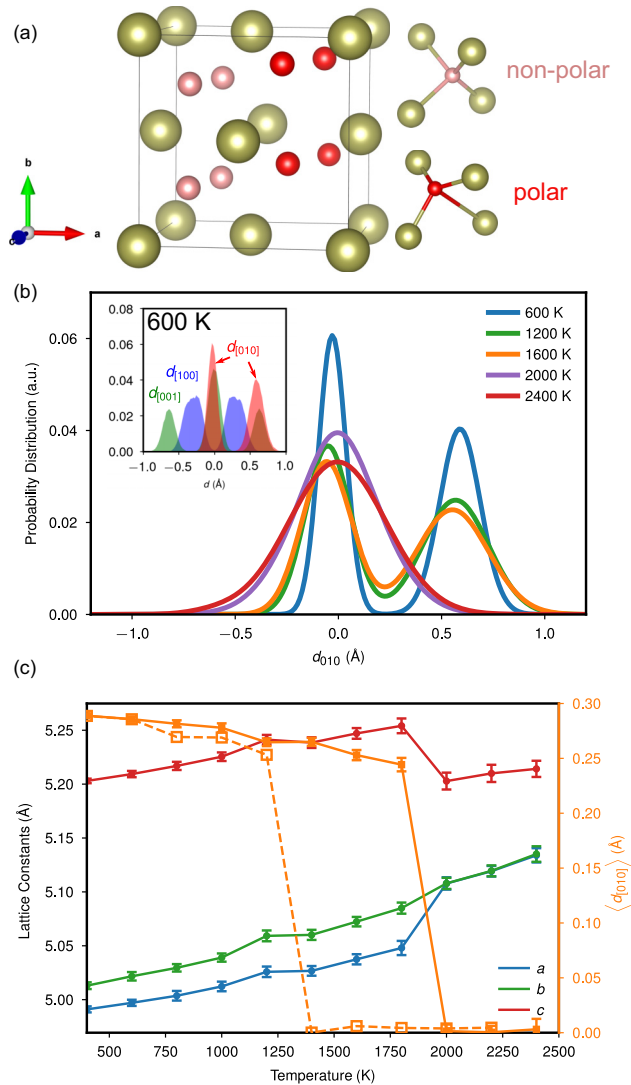 (a)
non-polar
polar
b
a
c
(b)
600 K
d[010]
d[100]
d[001]
0.08
0.06
0.04
0.02
0.00
−1.0 −0.5 0.0 0.5 1.0
d (Å)
600 K
1200 K
1600 K
2000 K
2400 K
Probability Distribution (a.u.)
0.06
0.04
0.02
0.00
−1.0 −0.5 0.0 0.5 1.0
d010 (Å)
(c)
Lattice Constants (Å)
5.25
5.20
5.15
5.10
5.05
5.00
0.30
0.25
0.20
0.15
0.10
0.05
0.00
⟨d[010]⟩ (Å)
a
b
c
500 750 1000 1250 1500 1750 2000 2250 2500
Temperature (K)